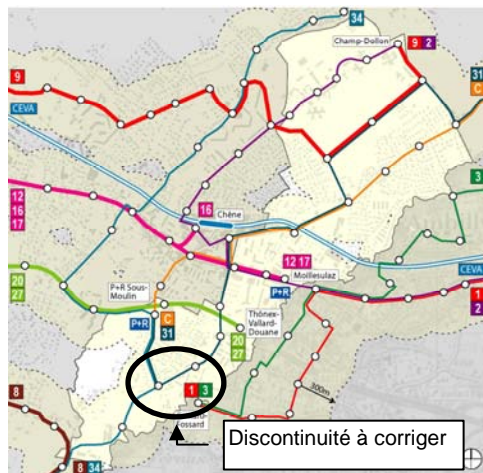 34
Champ-Dollon
9 2
9
31
C
CEVA
3
12
16
17
16
Chêne
12 17
Moillesulaz
CEVA
20
27
P+R Sous-
Moulin
P+R
1
2
P+R
C
31
Thônex-
Vallard-
Douane
20
27
1 3
300m
8
ossard
8 34
Discontinuité à corriger